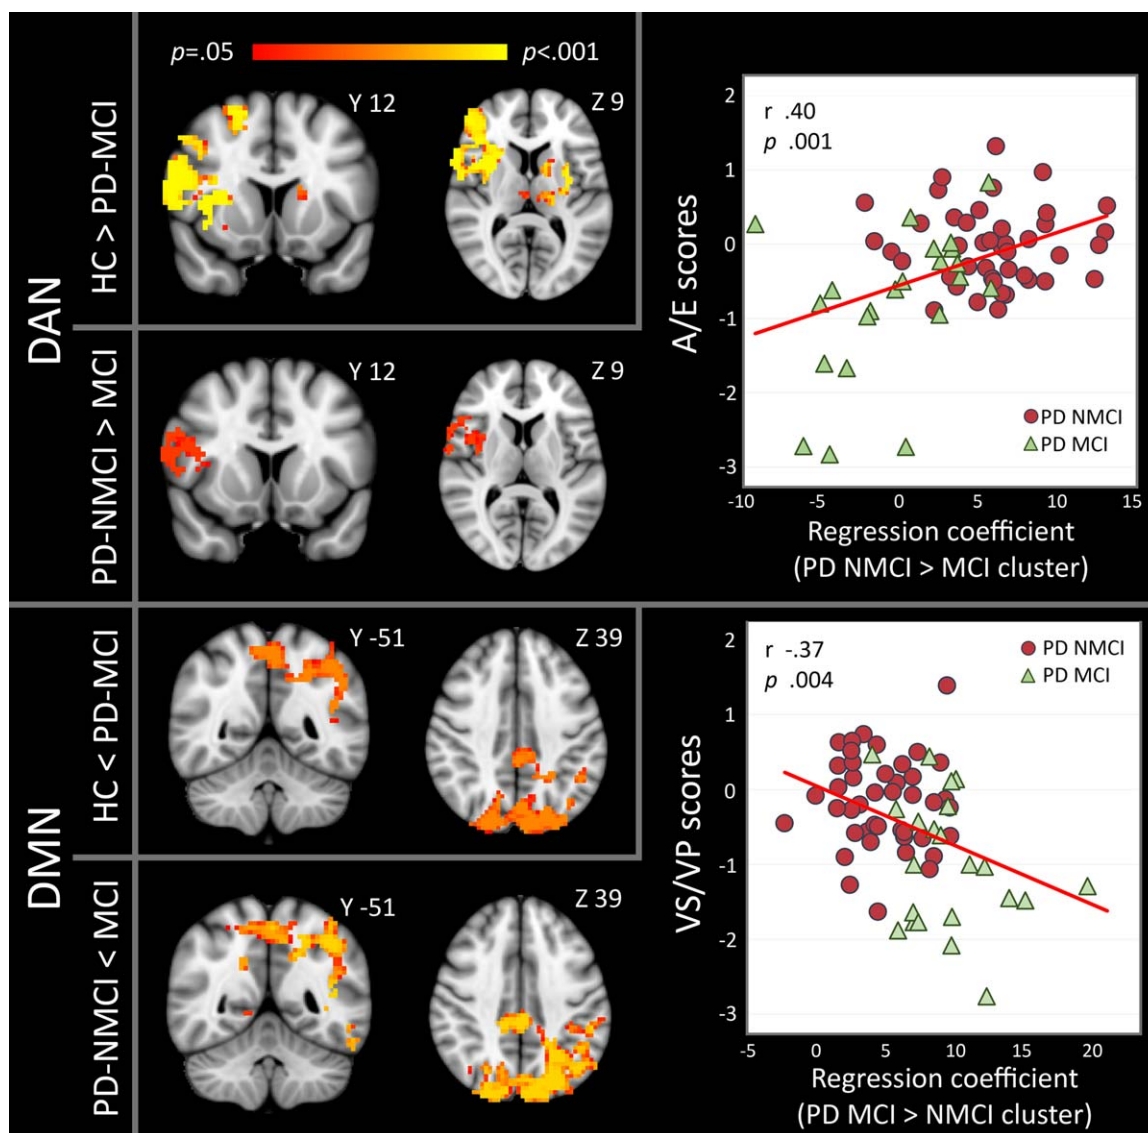 DAN
HC > PD-MCI
p=.05 p<.001
Y 12
Z 9
PD-NMCI > MCI
Y 12
Z 9
2
1
0
-1
-2
-3
A/E scores
r .40
p .001
PD NMCI
PD MCI
-10 -5 0 5 10 15
Regression coefficient
(PD NMCI > MCI cluster)
DMN
HC < PD-MCI
Y -51
Z 39
PD-NMCI < MCI
Y -51
Z 39
2
1
0
-1
-2
-3
VS/VP scores
r -.37
p .004
PD NMCI
PD MCI
-5 0 5 10 15 20
Regression coefficient
(PD MCI > NMCI cluster)